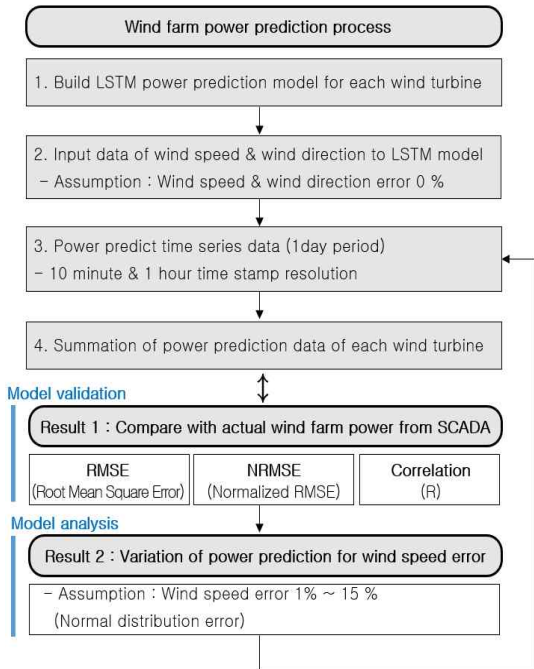 Wind farm power prediction process
1. Build LSTM power prediction model for each wind turbine
2. Input data of wind speed & wind direction to LSTM model
- Assumption : Wind speed & wind direction error 0 %
3. Power predict time series data (1day period)
- 10 minute & 1 hour time stamp resolution
4. Summation of power prediction data of each wind turbine
Model validation
Result 1 : Compare with actual wind farm power from SCADA
RMSE
(Root Mean Square Error)
NRMSE
(Normalized RMSE)
Correlation
(R)
Model analysis
Result 2 : Variation of power prediction for wind speed error
- Assumption : Wind speed error 1% ~ 15 %
(Normal distribution error)